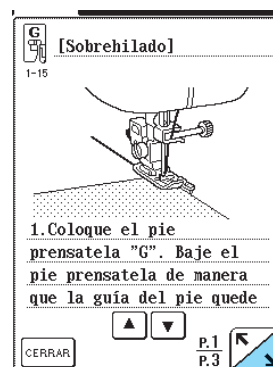 G
[Sobrehilado]
1-15
1.Coloque el pie
prensatela "G". Baje el
pie prensatela de manera
que la guía del pie quede
CERRAR
P.1
P.3